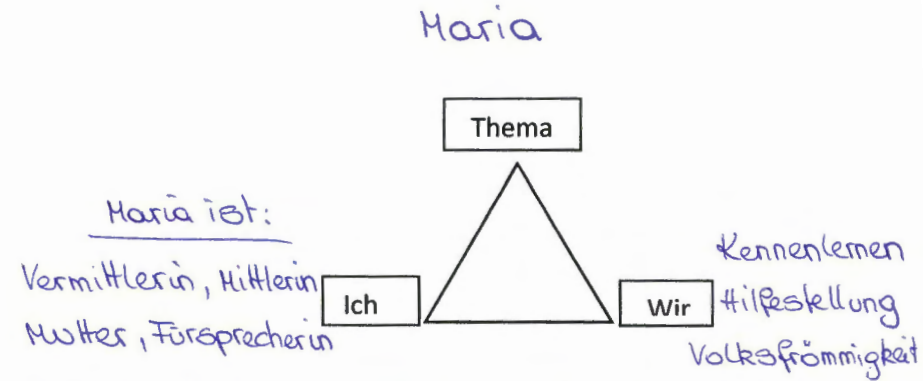 Maria
Thema
Maria ist:
Vermittlerin, Mittlerin
Mutter, Fürsprecherin
Ich
Wir
Kennenlernen
Hilfestellung
Volksfrömmigkeit